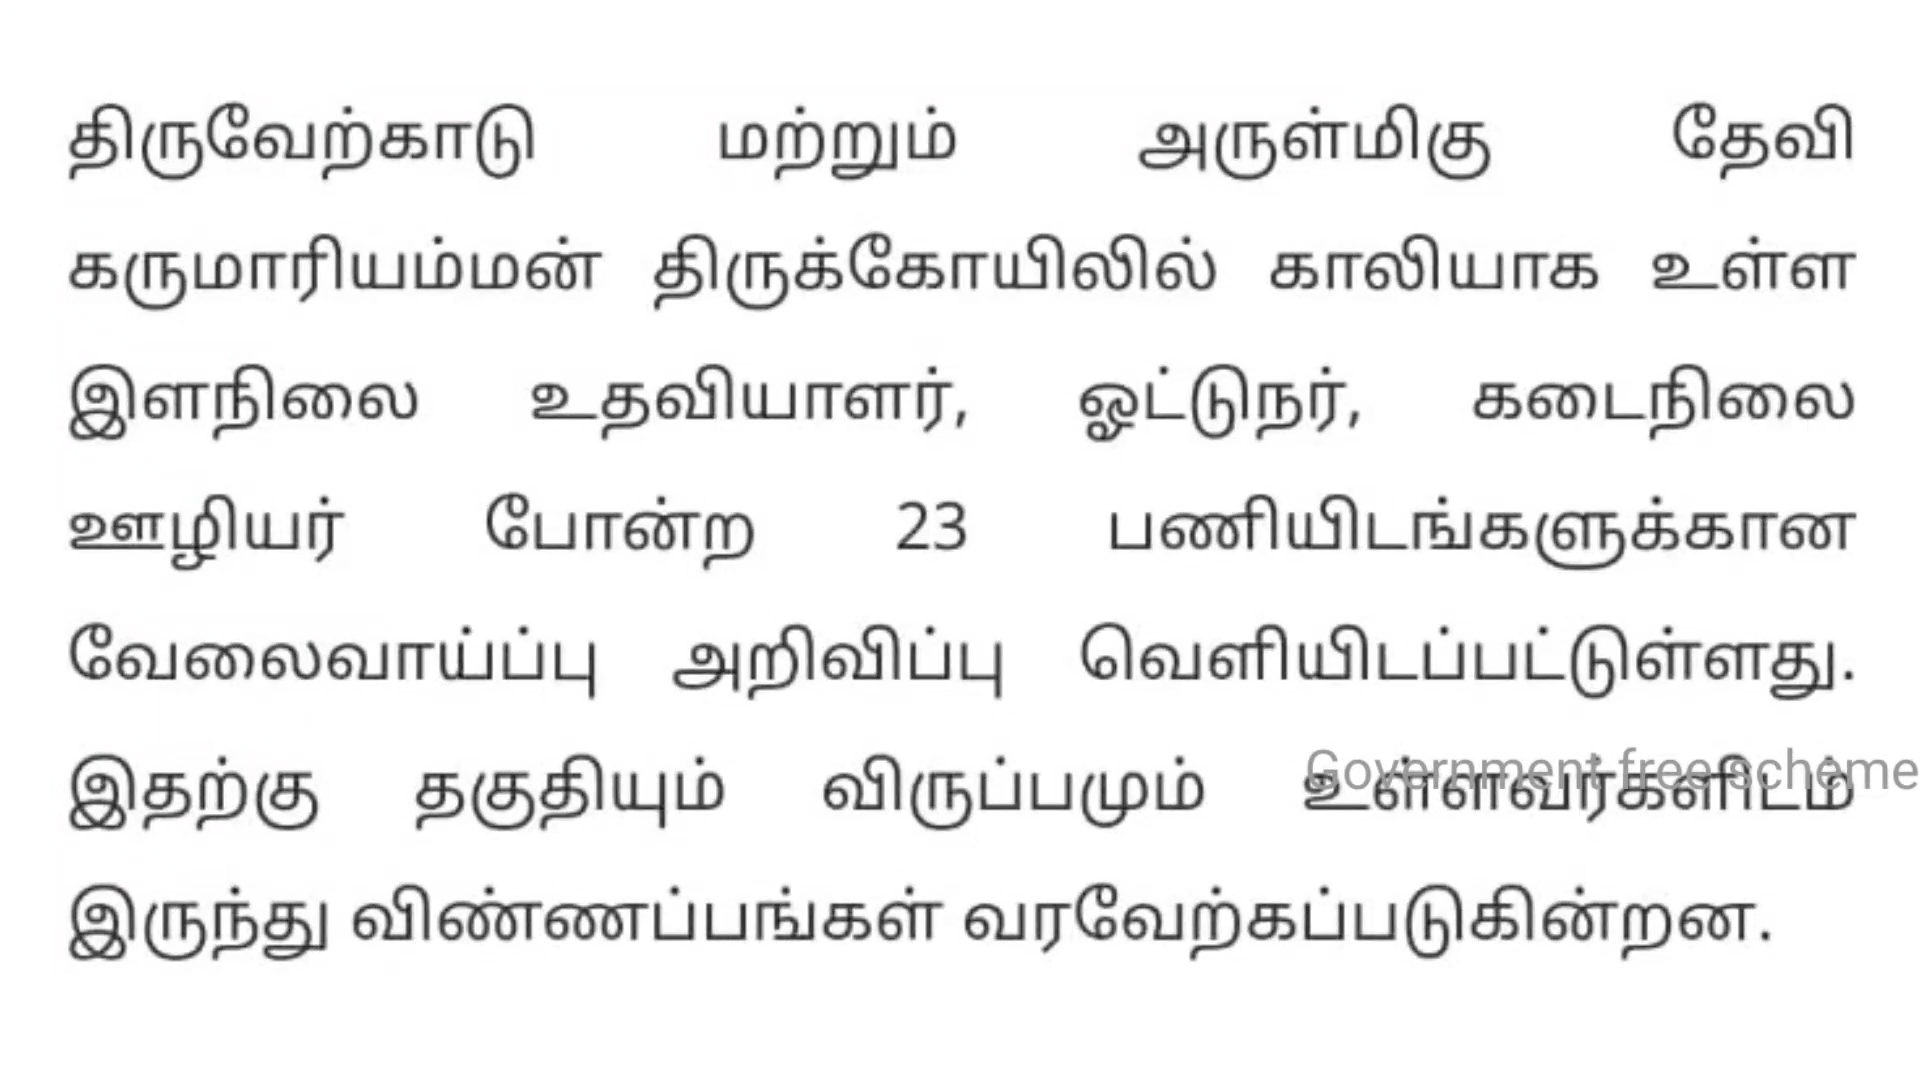 திருவேற்காடு மற்றும் அருள்மிகு தேவி
கருமாரியம்மன் திருக்கோயிலில் காலியாக உள்ள
இளநிலை உதவியாளர், ஓட்டுநர், கடைநிலை
ஊழியர் போன்ற 23 பணியிடங்களுக்கான
வேலைவாய்ப்பு அறிவிப்பு வெளியிடப்பட்டுள்ளது.
இதற்கு தகுதியும் விருப்பமும் உள்ளவர்களிடம்
Government free scheme
இருந்து விண்ணப்பங்கள் வரவேற்கப்படுகின்றன.